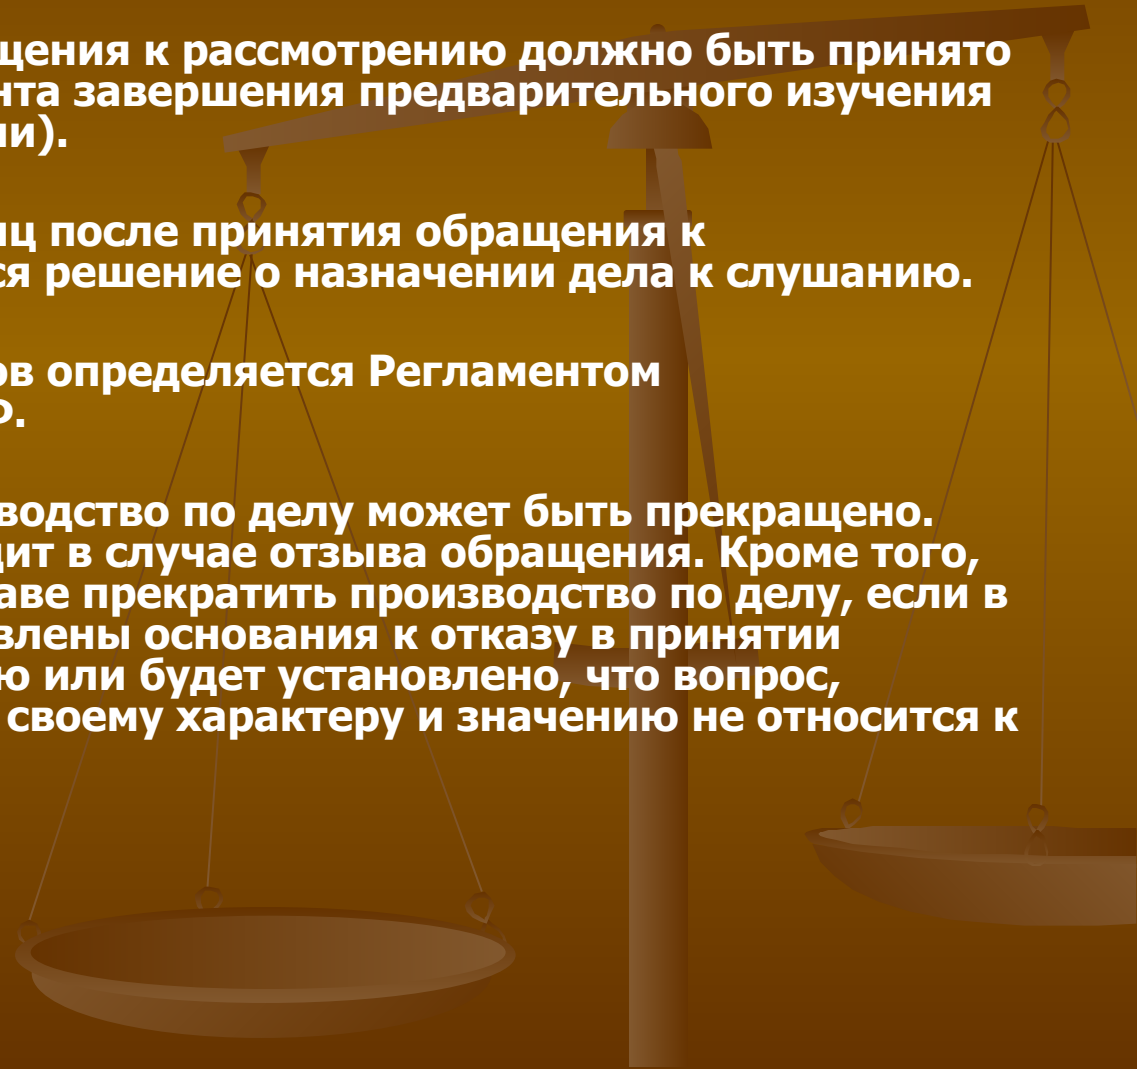 щения к рассмотрению должно быть принято
нта завершения предварительного изучения
ии).
яц после принятия обращения к
ся решение о назначении дела к слушанию.
ов определяется Регламентом
Ф.
водство по делу может быть прекращено.
дит в случае отзыва обращения. Кроме того,
аве прекратить производство по делу, если в
влены основания к отказу в принятии
ю или будет установлено, что вопрос,
своему характеру и значению не относится к